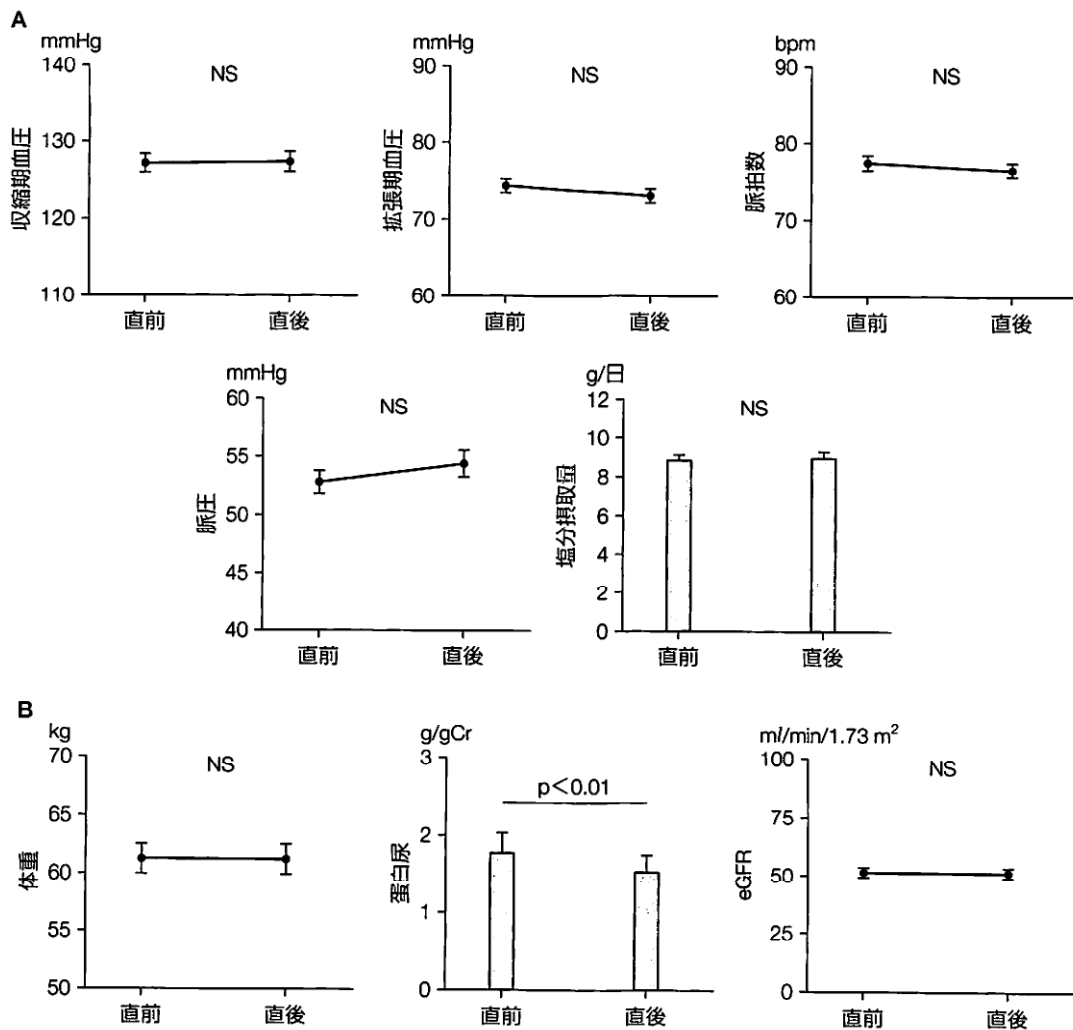 A
mmHg
140
130
120
110
収縮期血圧
NS
直前
直後
mmHg
90
80
70
60
拡張期血圧
NS
直前
直後
bpm
90
80
70
60
脈拍数
NS
直前
直後
mmHg
60
55
50
45
40
脈圧
NS
直前
直後
g/日
12
10
8
6
4
2
0
塩分摂取量
NS
直前
直後
B
kg
70
65
60
55
50
体重
NS
直前
直後
g/gCr
3
2
1
0
蛋白尿
p<0.01
直前
直後
ml/min/1.73 m²
100
75
50
25
0
eGFR
NS
直前
直後